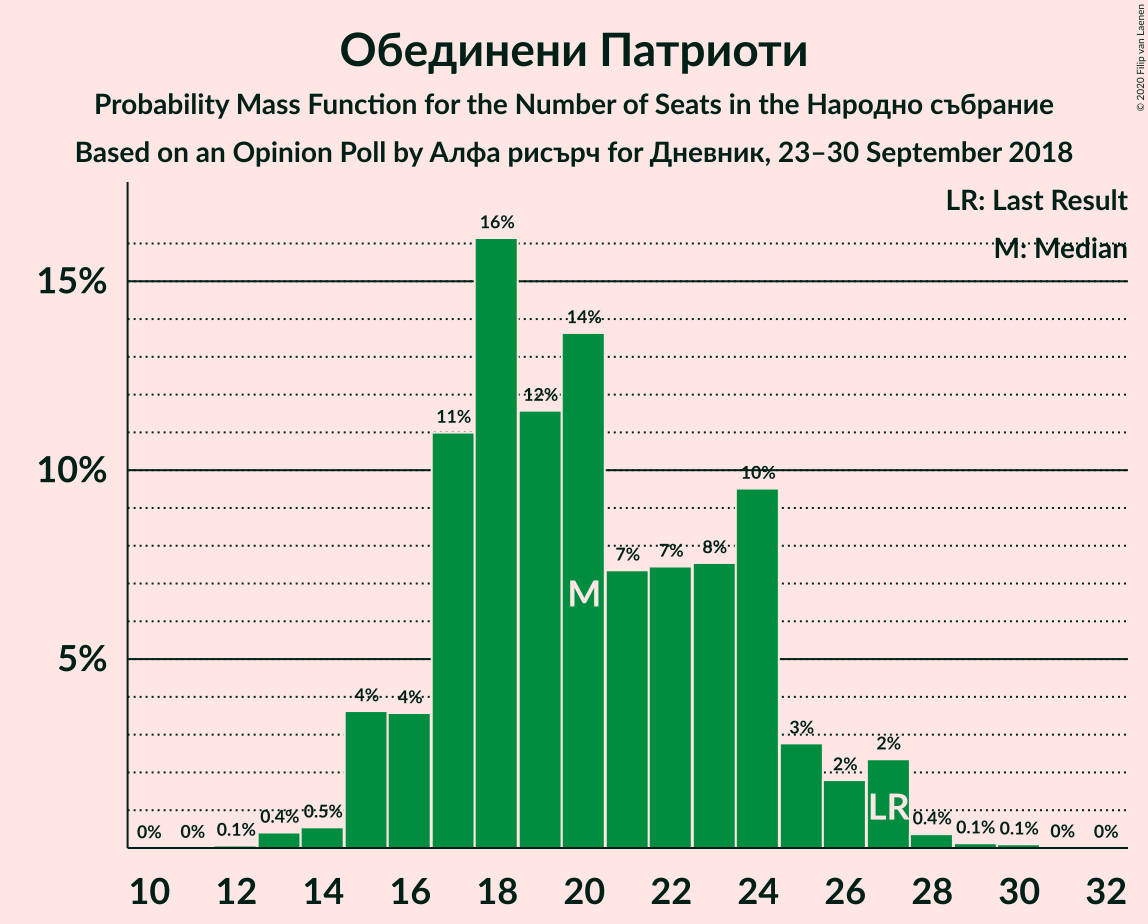 Обединени Патриоти
Probability Mass Function for the Number of Seats in the Народно събрание
Based on an Opinion Poll by Алфа рисърч for Дневник, 23–30 September 2018
© 2020 Filip van Laenen
LR: Last Result
M: Median
15%
10%
5%
0%
0%
0.1%
0.4%
0.5%
4%
4%
11%
16%
12%
14%
7%
7%
8%
10%
3%
2%
2%
0.4%
0.1%
0.1%
0%
0%
M
LR
10 12 14 16 18 20 22 24 26 28 30 32